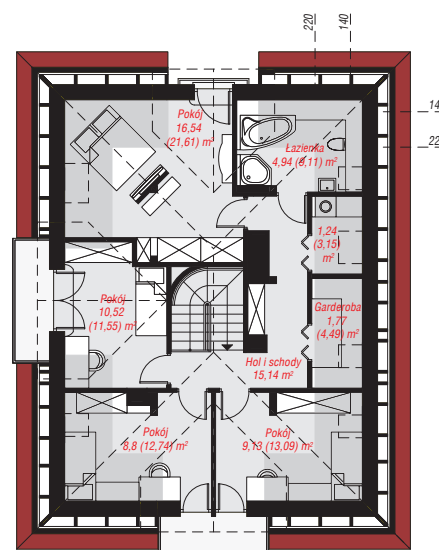 220
140
14
22
Pokój
16,54
(21,61) m²
Łazienka
4,94 (9,11) m²
1,24
(3,15)
m²
Pokój
10,52
(11,55) m²
Garderoba
1,77
(4,49) m²
Hol i schody
15,14 m²
Pokój
8,8 (12,74) m²
Pokój
9,13 (13,09) m²